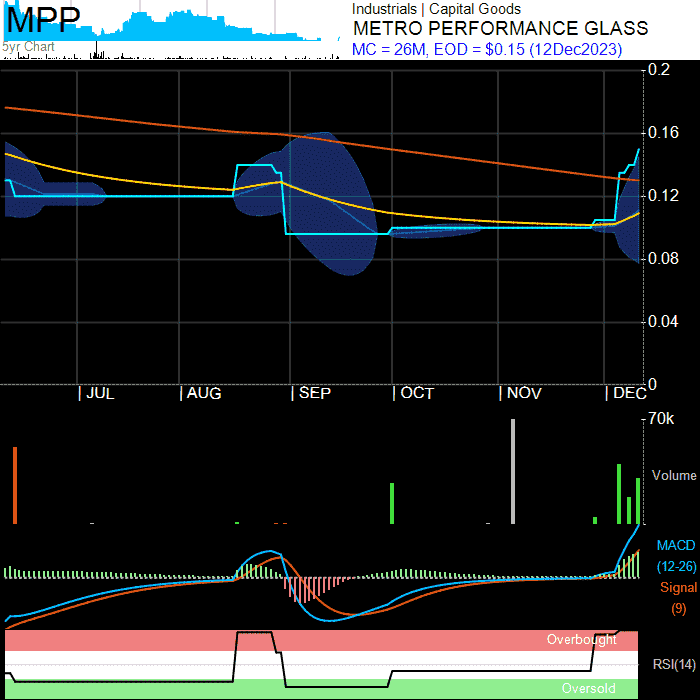 MPP
5yr Chart
Industrials | Capital Goods
METRO PERFORMANCE GLASS
MC = 26M, EOD = $0.15 (12Dec2023)
0.2
0.16
0.12
0.08
0.04
0
| JUL | AUG | SEP | OCT | NOV | DEC
70k
Volume
MACD
(12-26)
Signal
(9)
Overbought
RSI(14)
Oversold